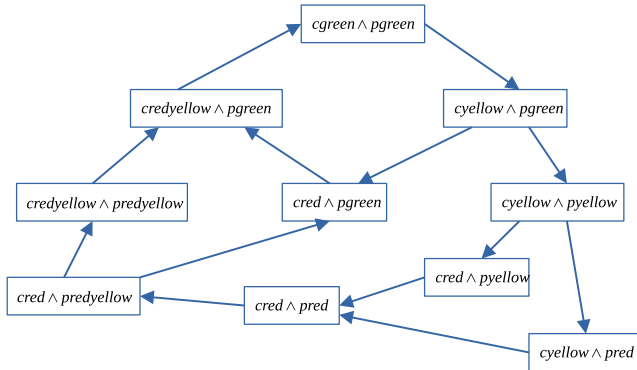 cgreen ∧ pgreen
credyellow ∧ pgreen
cyellow ∧ pgreen
credyellow ∧ predyellow
cred ∧ pgreen
cyellow ∧ pyellow
cred ∧ pyellow
cred ∧ predyellow
cred ∧ pred
cyellow ∧ pred